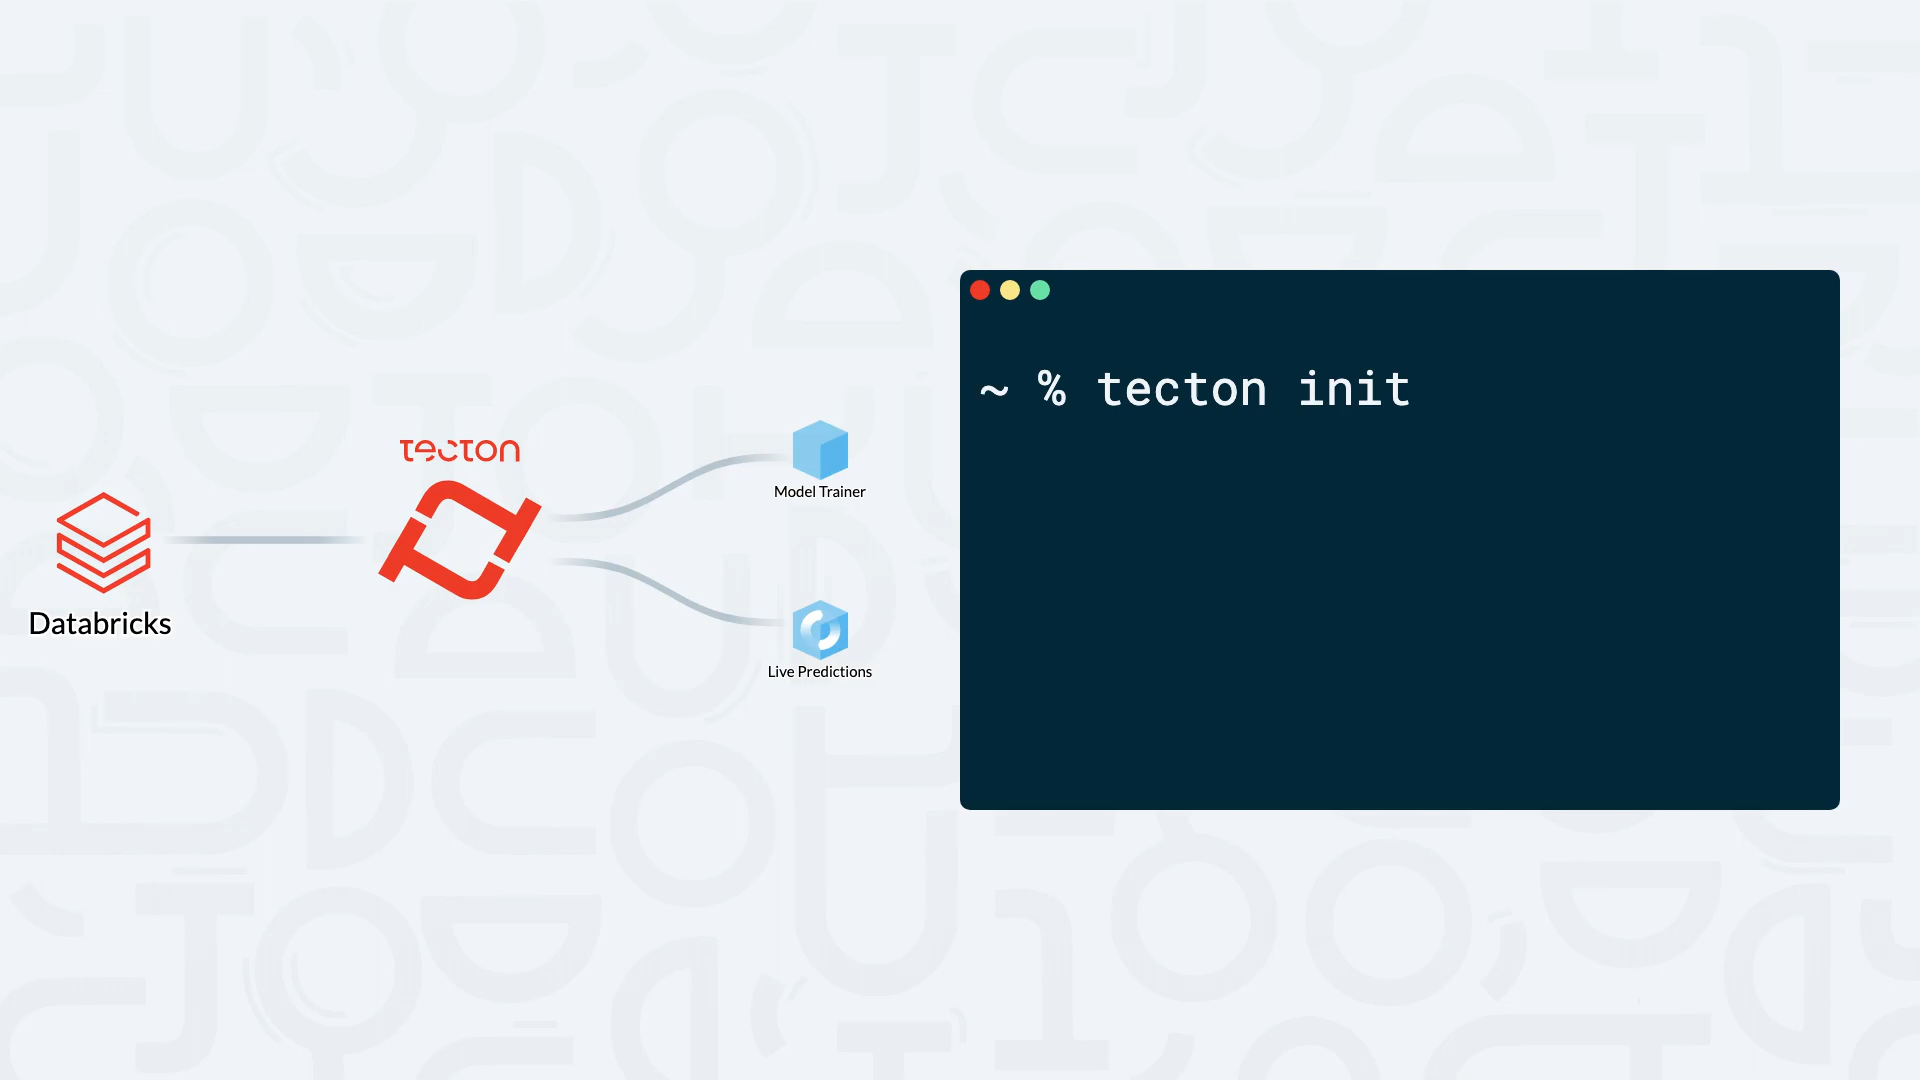 tecton
Databricks
Model Trainer
Live Predictions
~ % tecton init